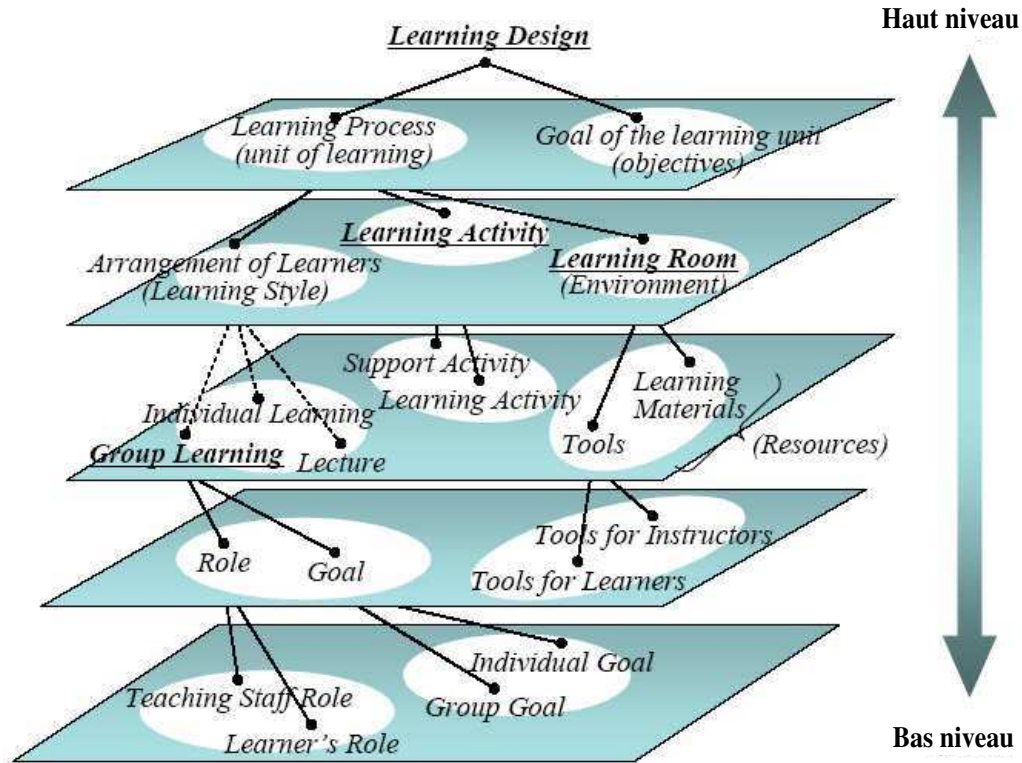 Haut niveau
Learning Design
Learning Process
(unit of learning)
Goal of the learning unit
(objectives)
Learning Activity
Arrangement of Learners
(Learning Style)
Learning Room
(Environment)
Support Activity
Learning Activity
Learning
Materials
Individual Learning
Group Learning
Lecture
Tools
(Resources)
Role
Goal
Tools for Instructors
Tools for Learners
Individual Goal
Group Goal
Teaching Staff Role
Learner's Role
Bas niveau